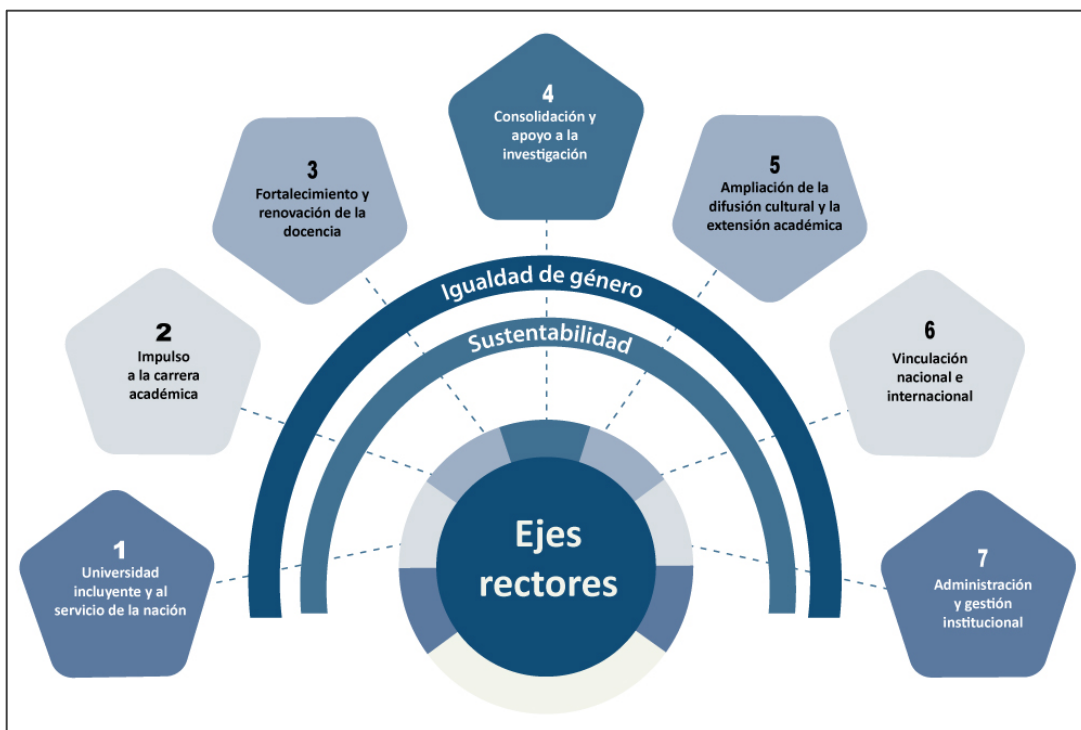 4
Consolidación y
apoyo a la
investigación
3
Fortalecimiento y
renovación de la
docencia
5
Ampliación de la
difusión cultural y la
extensión académica
Igualdad de género
Sustentabilidad
2
Impulso
a la carrera
académica
6
Vinculación
nacional e
internacional
1
Universidad
incluyente y al
servicio de la nación
Ejes
rectores
7
Administración
y gestión
institucional